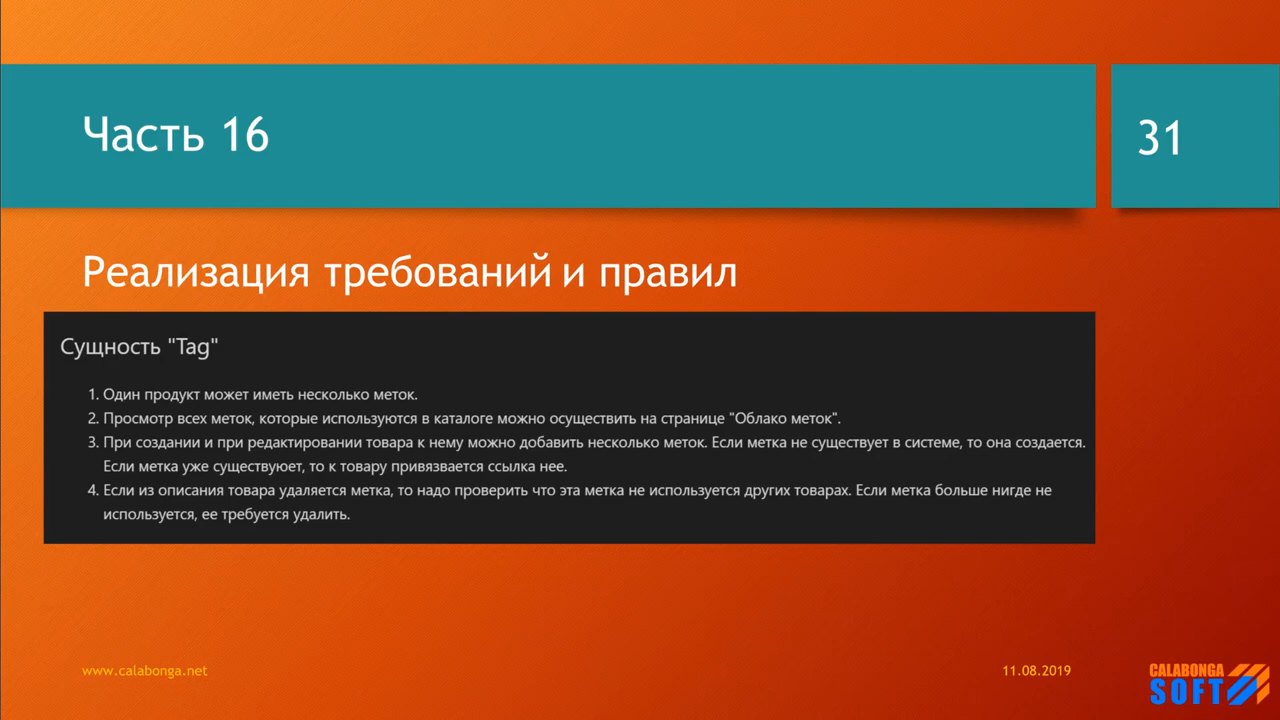 Часть 16
31
Реализация требований и правил
Сущность "Tag"
1. Один продукт может иметь несколько меток.
2. Просмотр всех меток, которые используются в каталоге можно осуществить на странице "Облако меток".
3. При создании и при редактировании товара к нему можно добавить несколько меток. Если метка не существует в системе, то она создается.
Если метка уже существуюет, то к товару привязвается ссылка нее.
4. Если из описания товара удаляется метка, то надо проверить что эта метка не используется других товарах. Если метка больше нигде не
используется, ее требуется удалить.
www.calabonga.net
11.08.2019
CALABONGA
SOFT